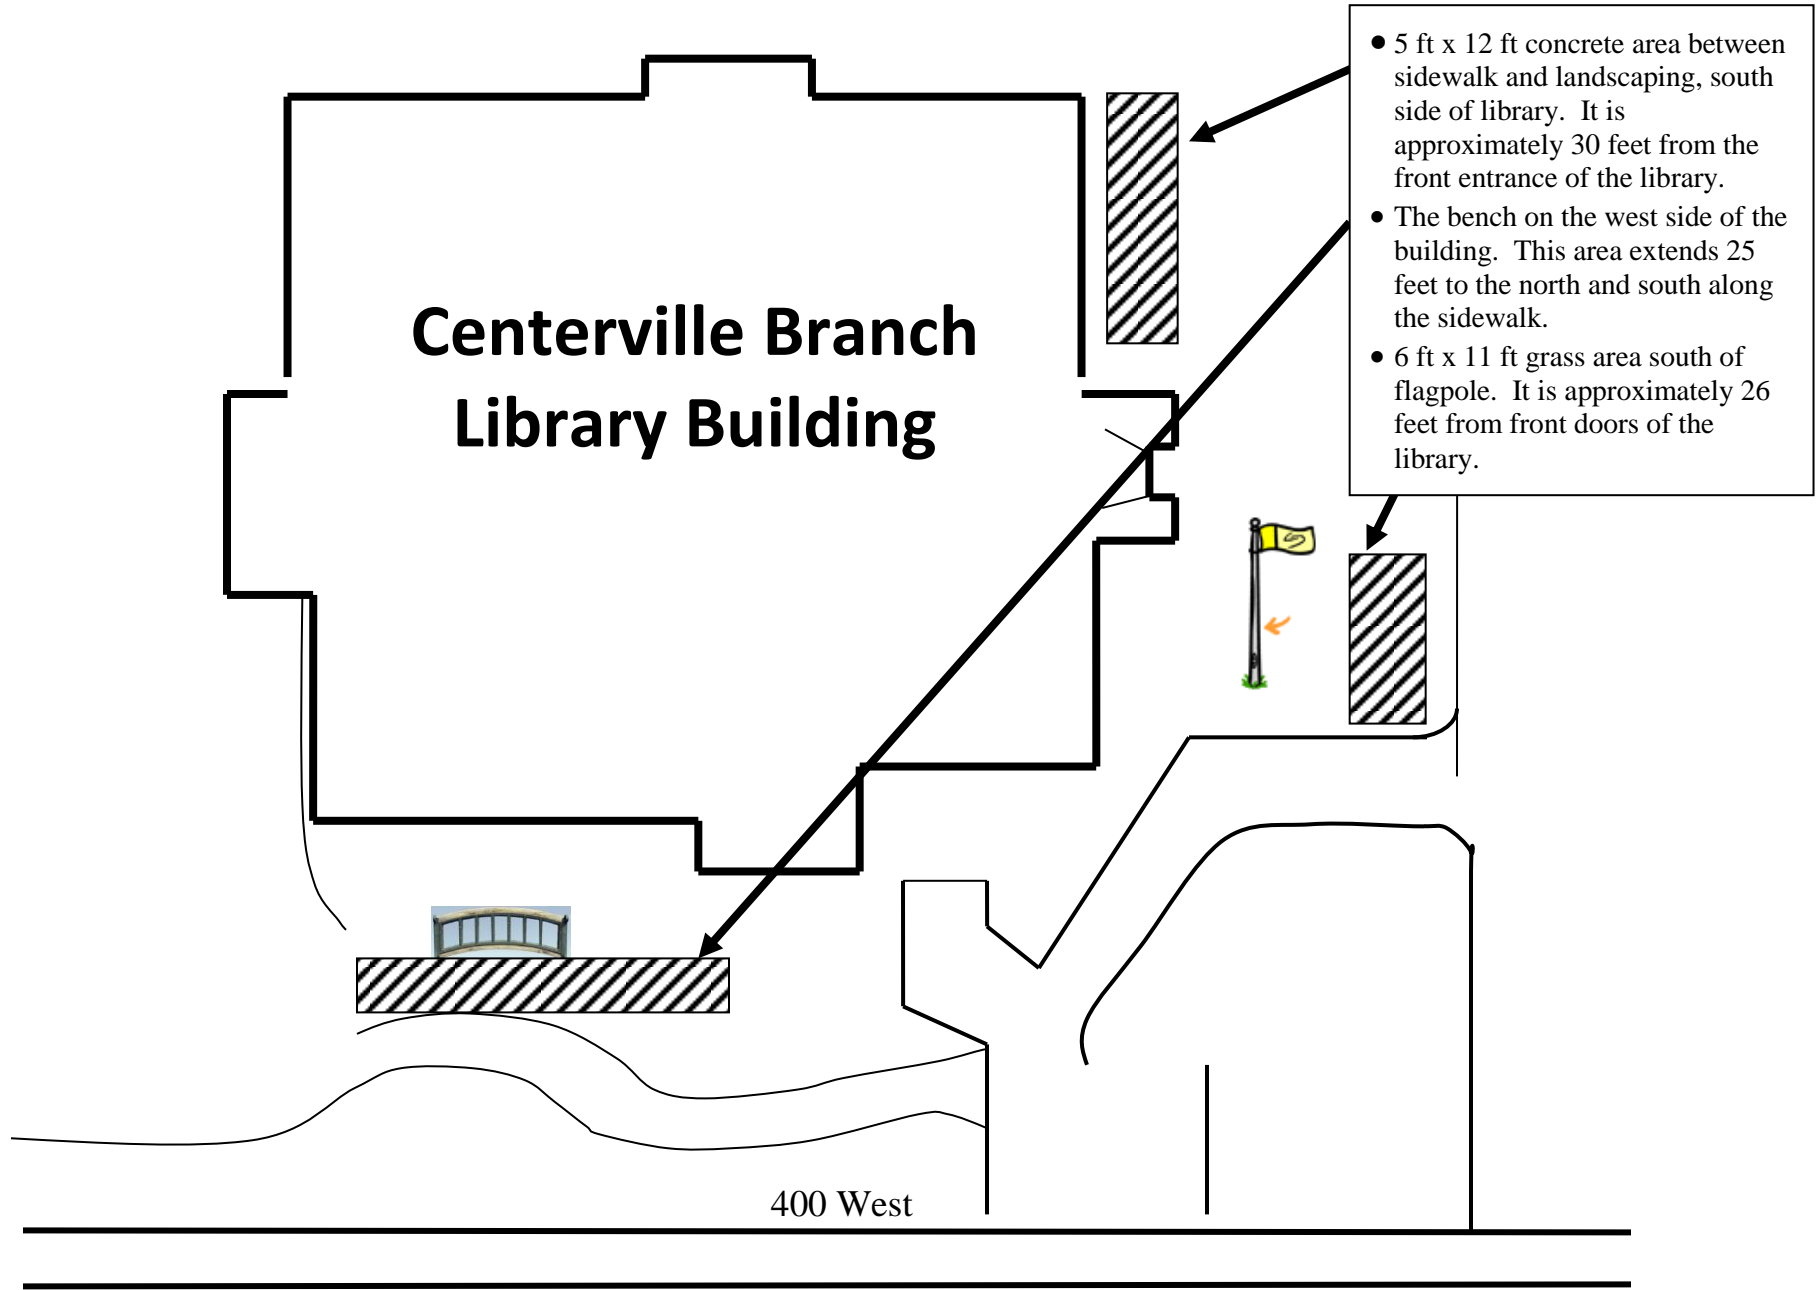 Centerville Branch
Library Building
• 5 ft x 12 ft concrete area between
sidewalk and landscaping, south
side of library.  It is
approximately 30 feet from the
front entrance of the library.
• The bench on the west side of the
building.  This area extends 25
feet to the north and south along
the sidewalk.
• 6 ft x 11 ft grass area south of
flagpole.  It is approximately 26
feet from front doors of the
library.
400 West